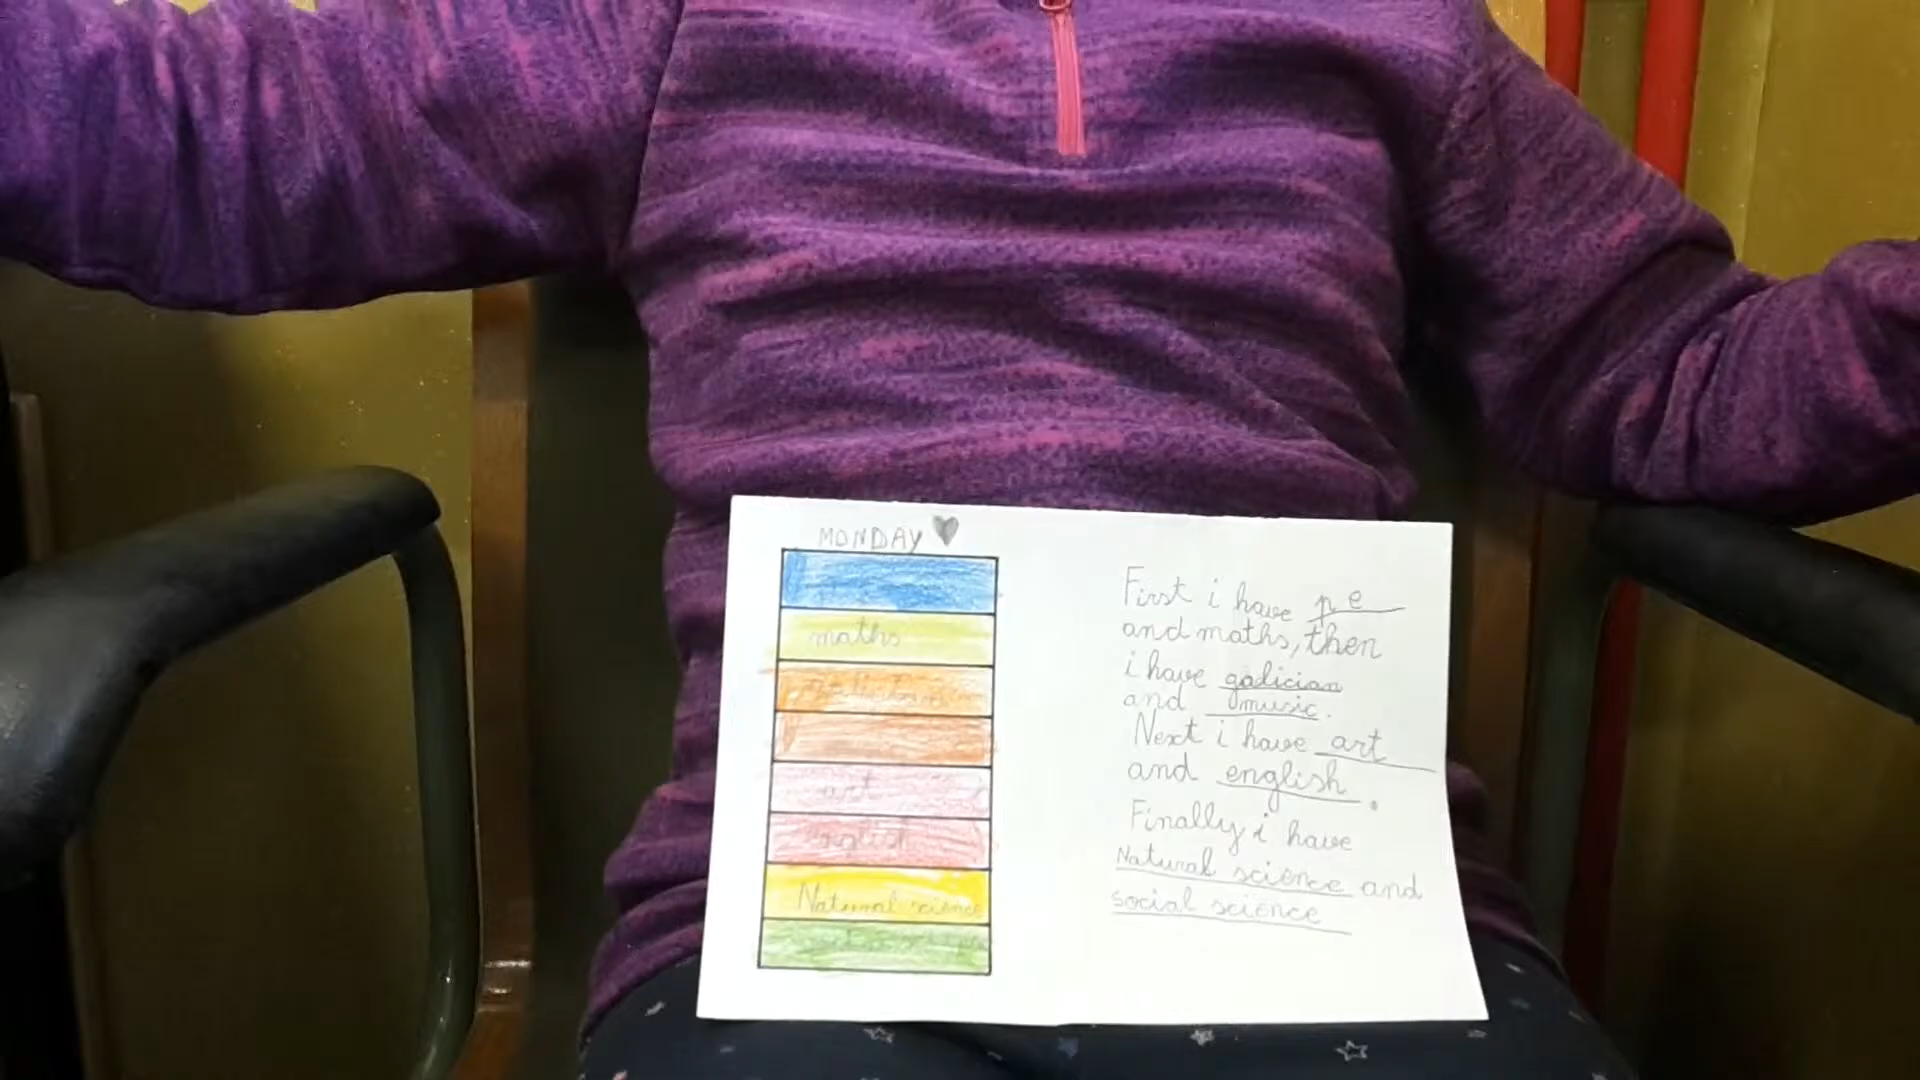 MONDAY
maths
art
english
Natural science
First i have p e
and maths, then
i have galician
and music.
Next i have art
and english.
Finally i have
Natural science and
social science